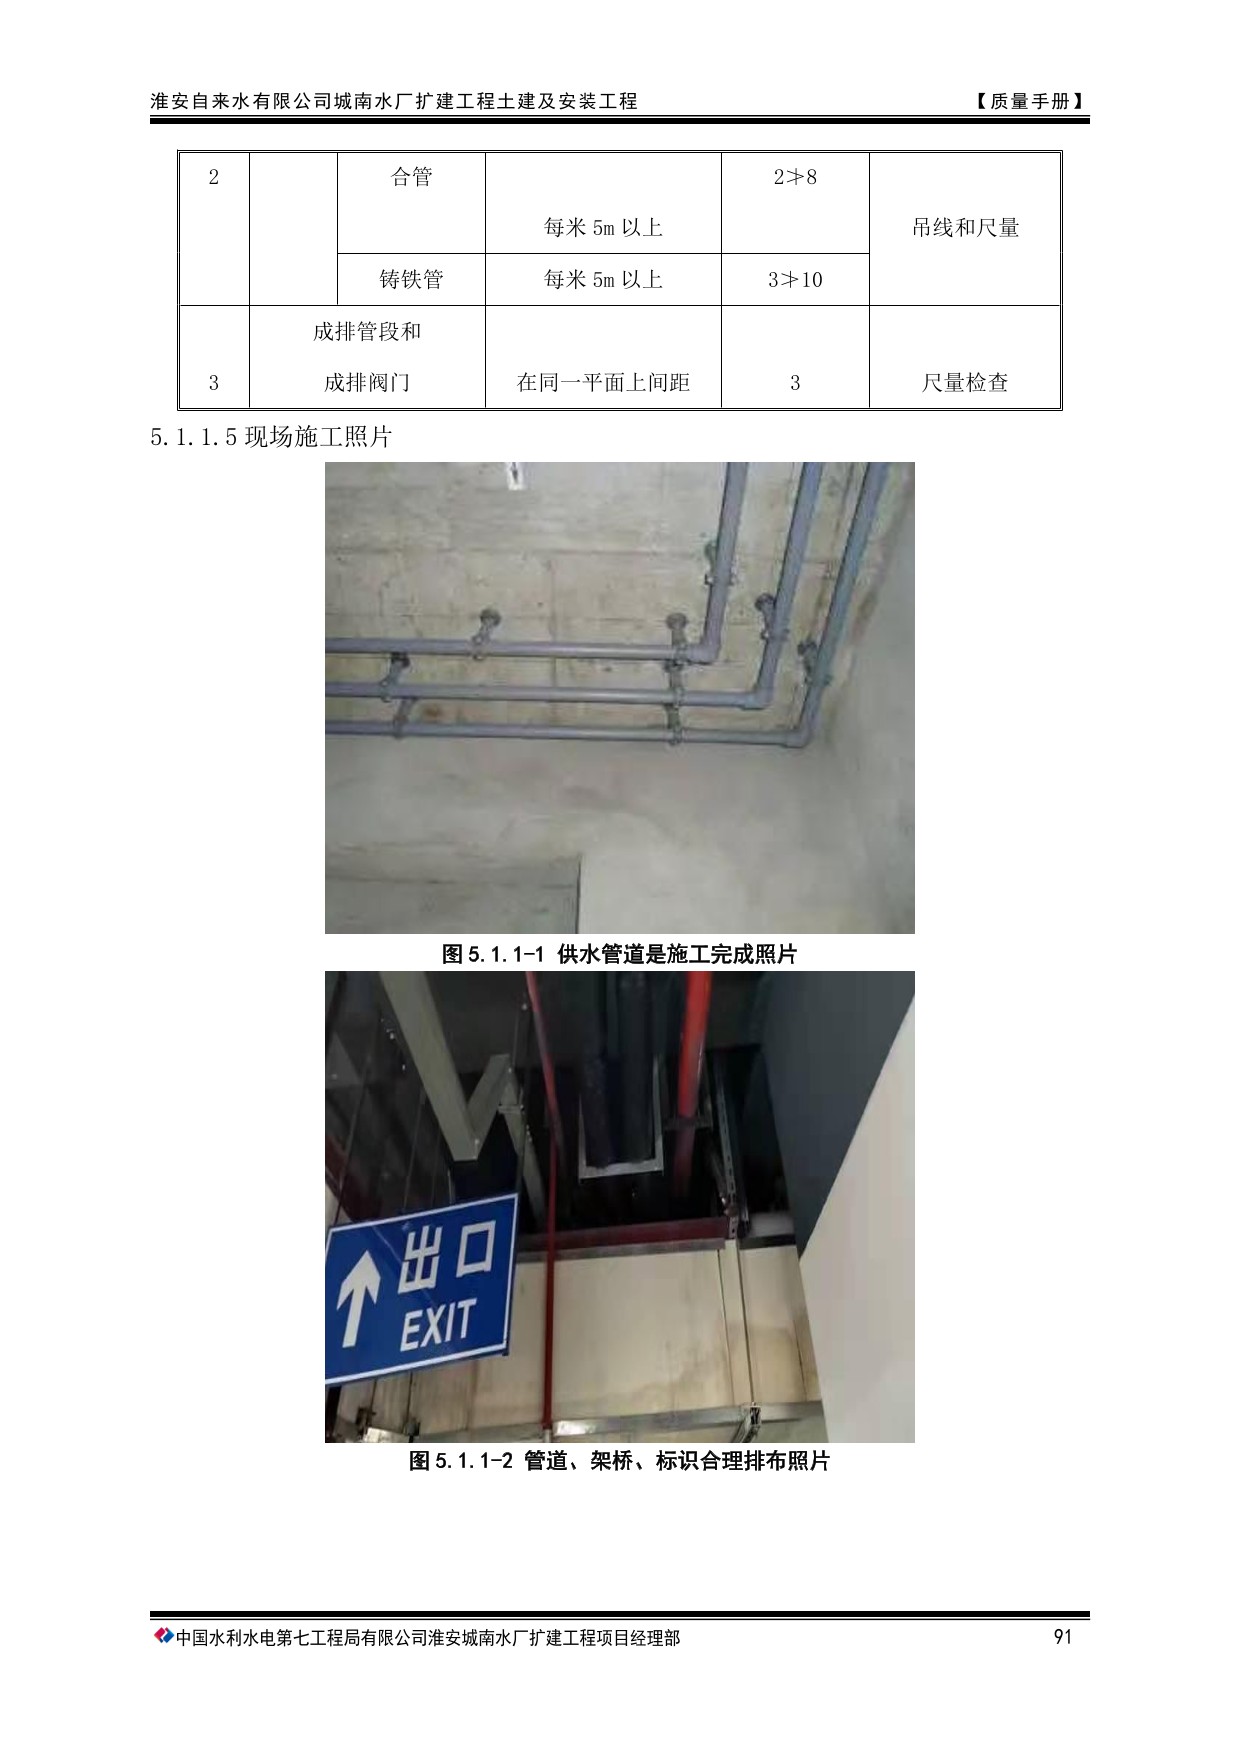 淮安自来水有限公司城南水厂扩建工程土建及安装工程 【质量手册】
2 合管 2≯8
每米 5m 以上 吊线和尺量
铸铁管 每米 5m 以上 3≯10
成排管段和
3 成排阀门 在同一平面上间距 3 尺量检查
5.1.1.5 现场施工照片
图 5.1.1-1 供水管道是施工完成照片
出口
EXIT
图 5.1.1-2 管道、架桥、标识合理排布照片
中国水利水电第七工程局有限公司淮安城南水厂扩建工程项目经理部 91